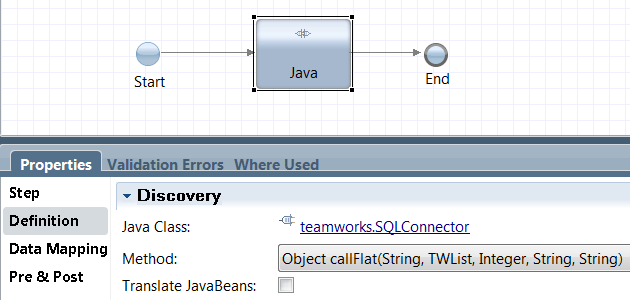 Java
Start
End
Properties Validation Errors Where Used
Step
Discovery
Definition
Java Class: teamworks.SQLConnector
Data Mapping
Method: Object callFlat(String, TWList, Integer, String, String)
Pre & Post
Translate JavaBeans: